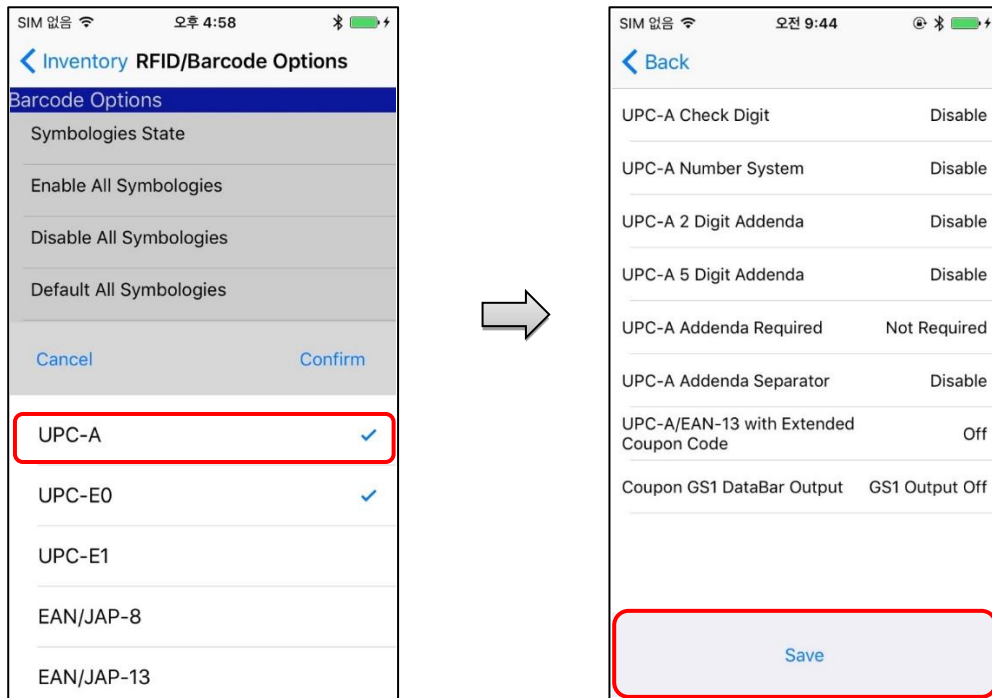 SIM 없음 오후 4:58
Inventory RFID/Barcode Options
Barcode Options
Symbologies State
Enable All Symbologies
Disable All Symbologies
Default All Symbologies
Cancel Confirm
UPC-A
UPC-E0
UPC-E1
EAN/JAP-8
EAN/JAP-13
SIM 없음 오전 9:44
Back
UPC-A Check Digit Disable
UPC-A Number System Disable
UPC-A 2 Digit Addenda Disable
UPC-A 5 Digit Addenda Disable
UPC-A Addenda Required Not Required
UPC-A Addenda Separator Disable
UPC-A/EAN-13 with Extended
Coupon Code Off
Coupon GS1 DataBar Output GS1 Output Off
Save